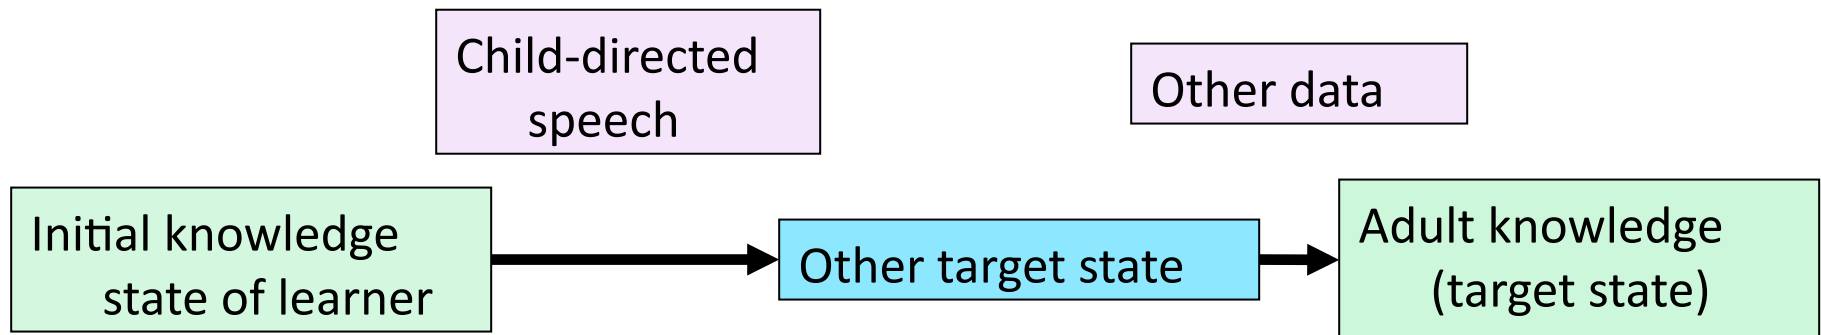 Child-directed
speech
Other data
Initial knowledge
state of learner
Other target state
Adult knowledge
(target state)